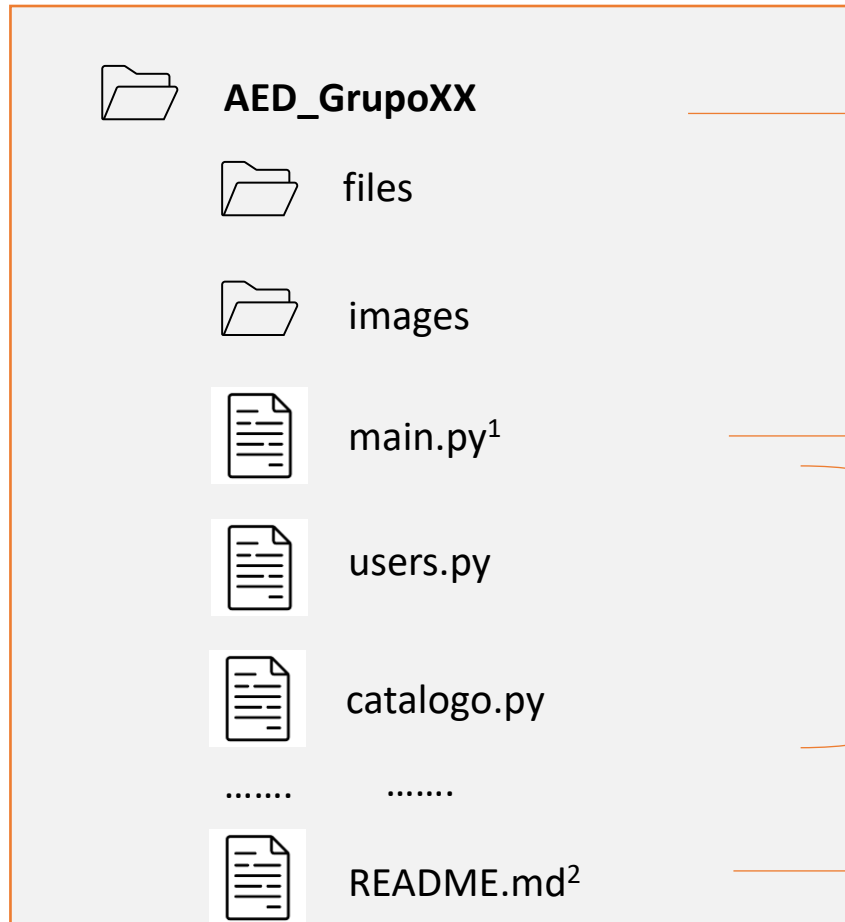 AED_GrupoXX
files
images
main.py¹
users.py
catalogo.py
....... .......
README.md²